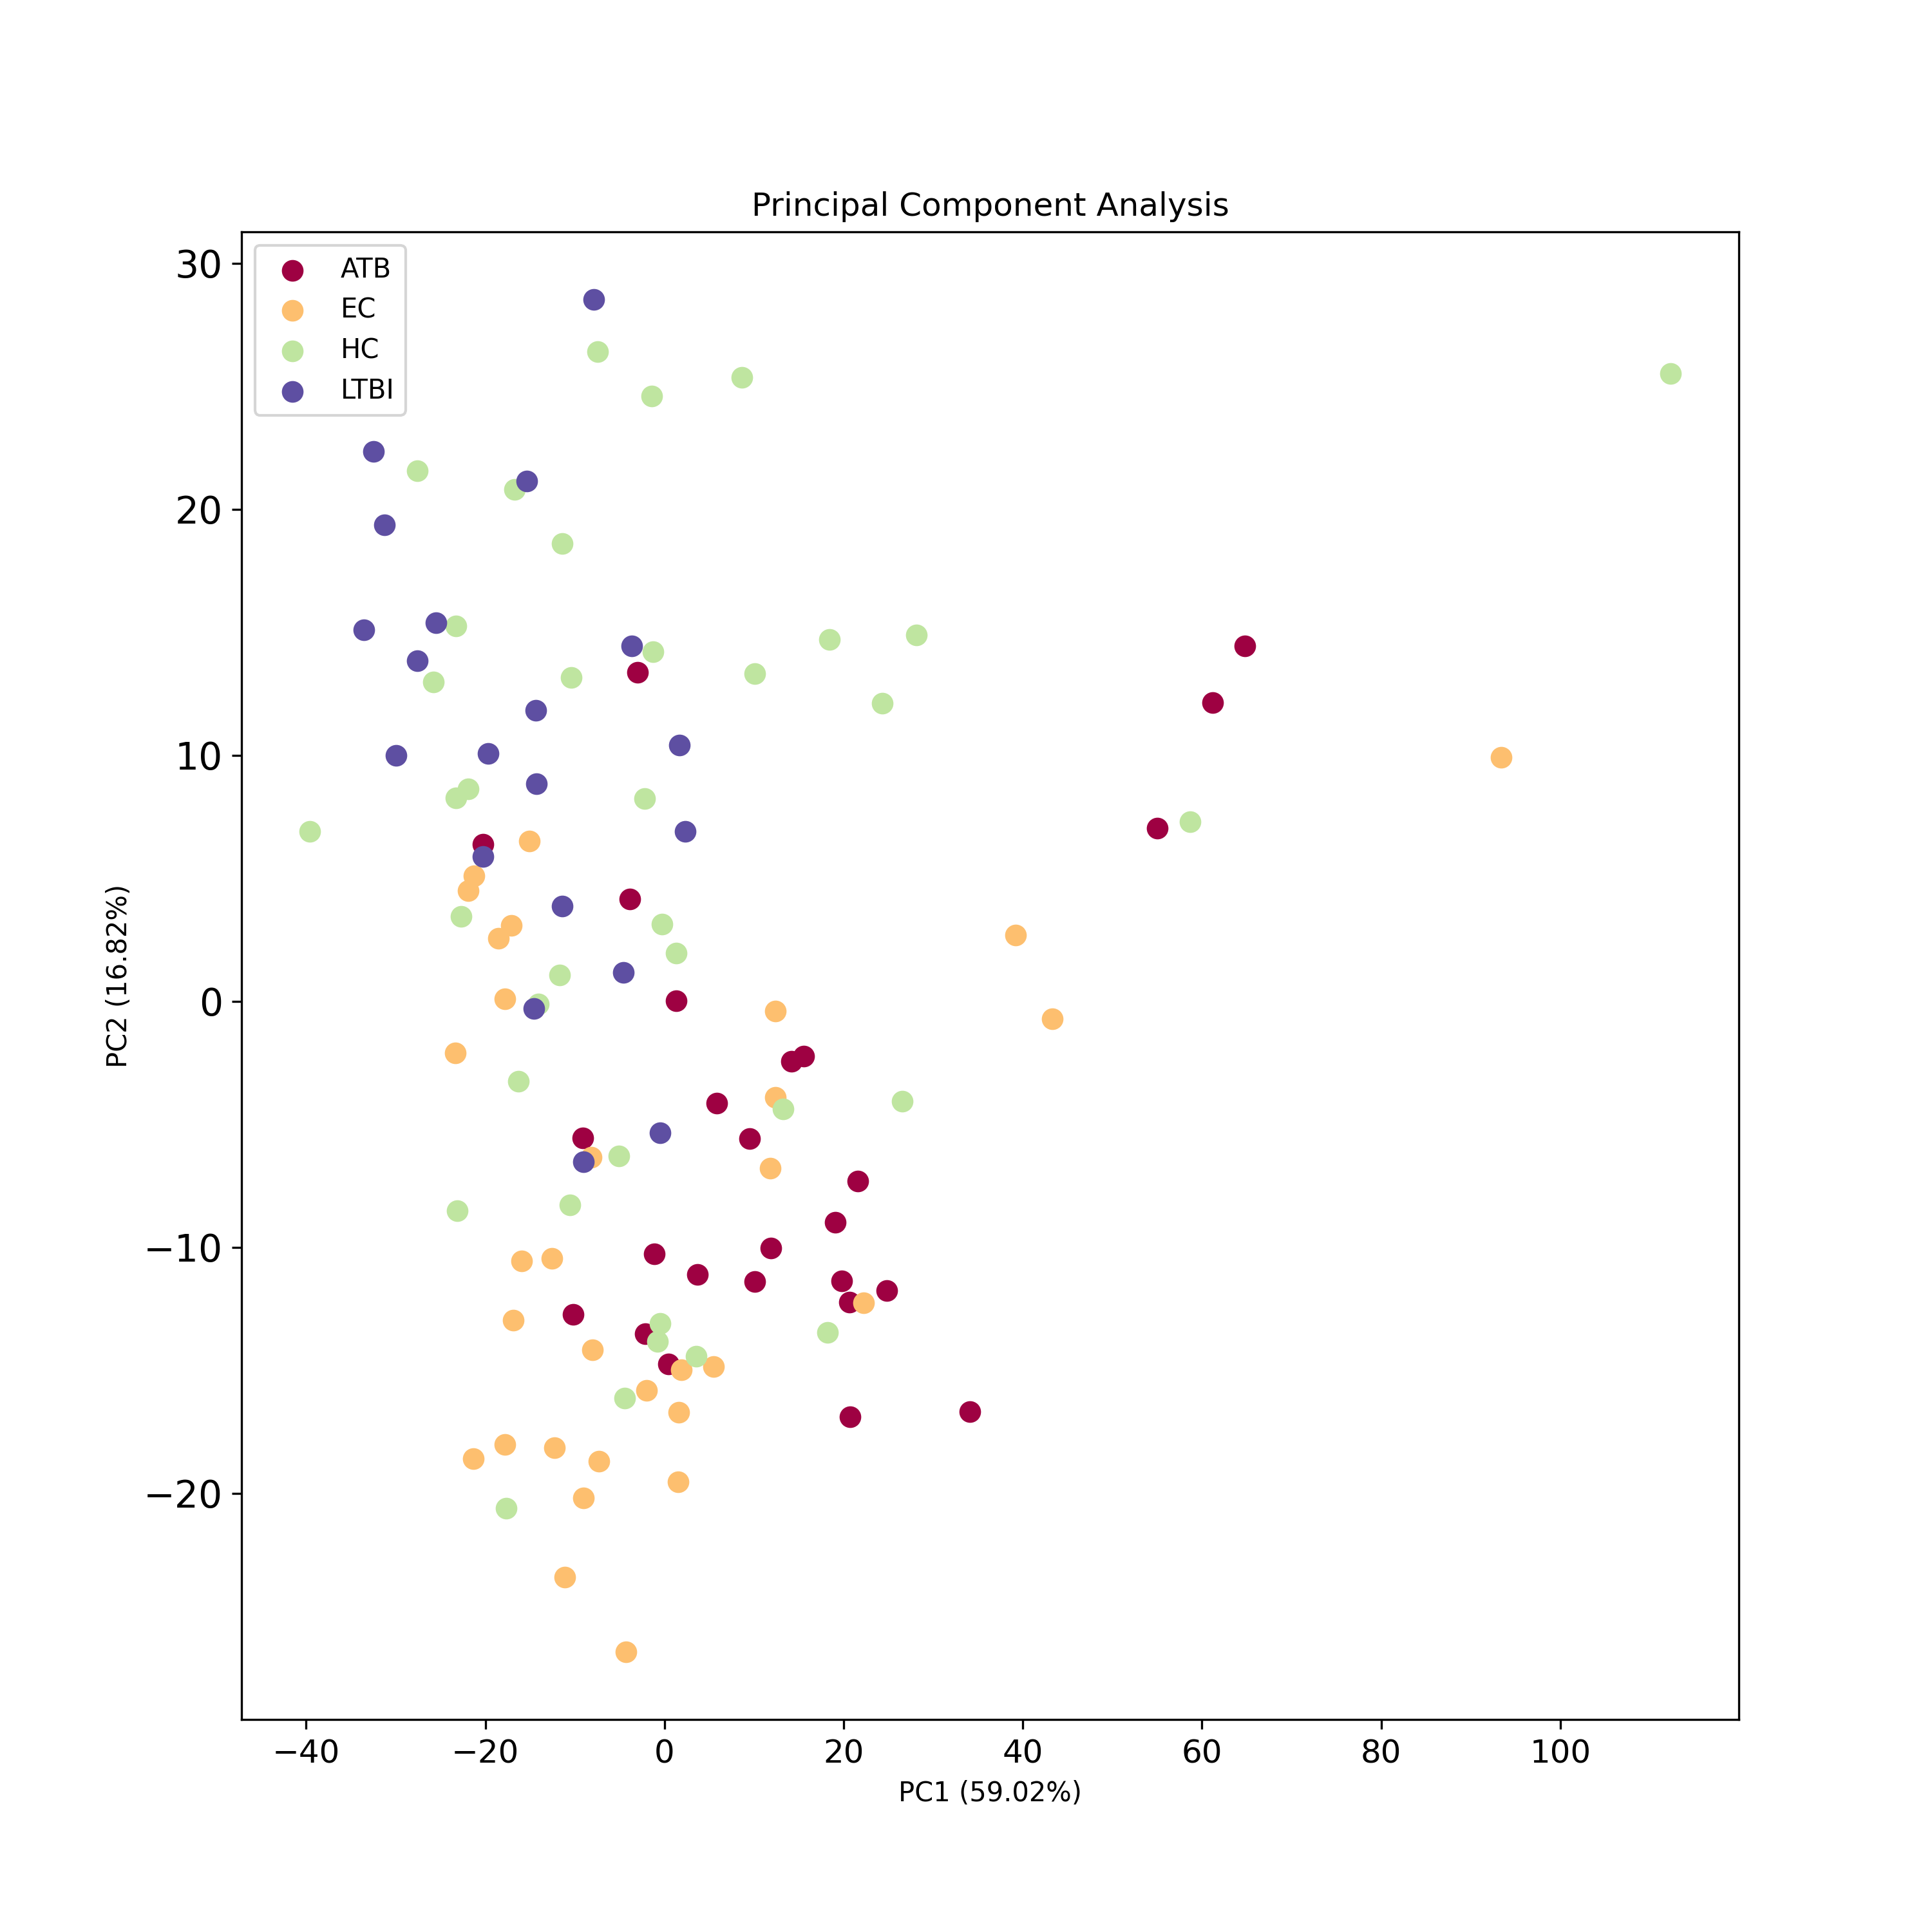 Principal Component Analysis
ATB
EC
HC
LTBI
30
20
10
0
−10
−20
PC2 (16.82%)
−40 −20 0 20 40 60 80 100
PC1 (59.02%)